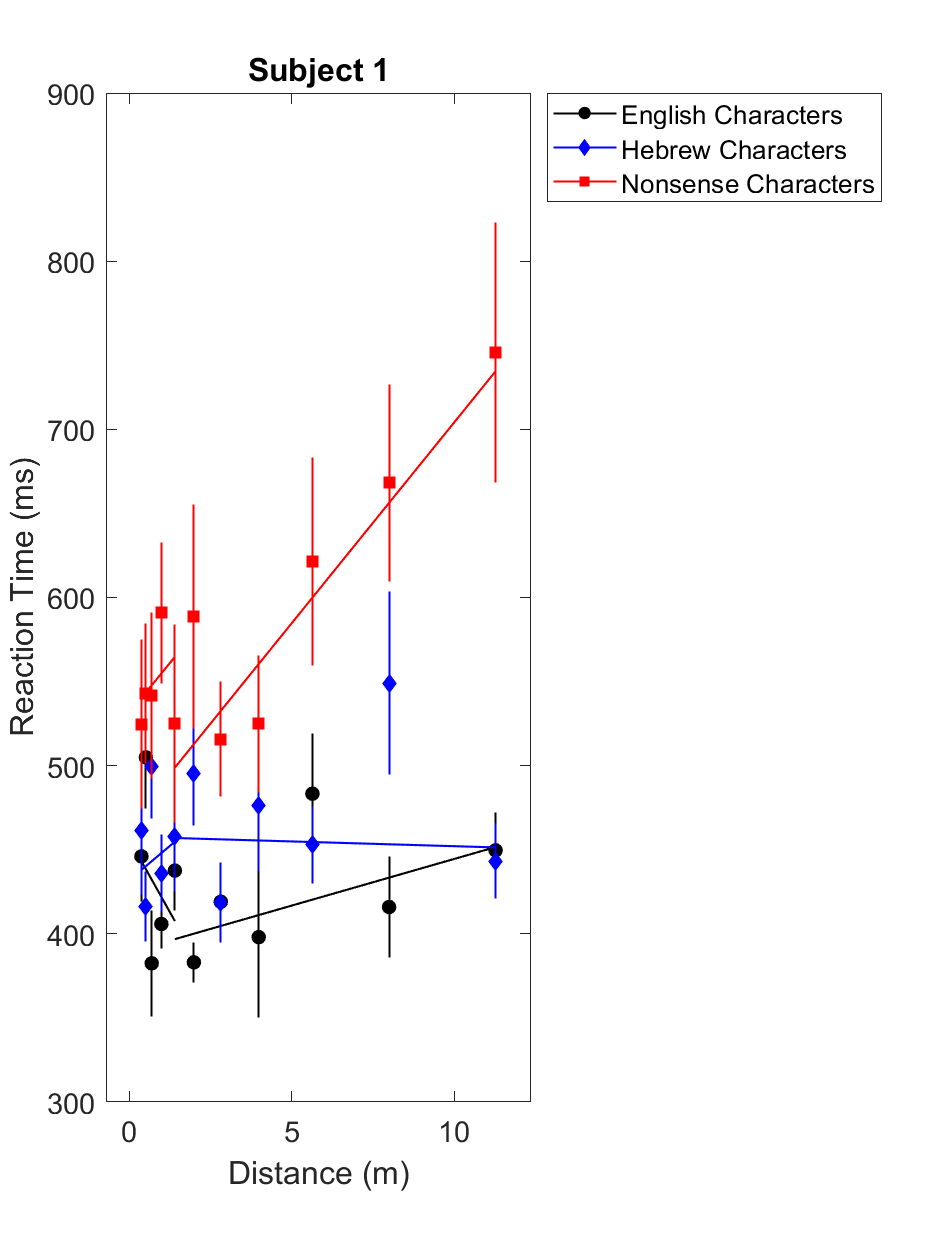 Subject 1
900
800
700
600
500
400
300
Reaction Time (ms)
0 5 10
Distance (m)
English Characters
Hebrew Characters
Nonsense Characters